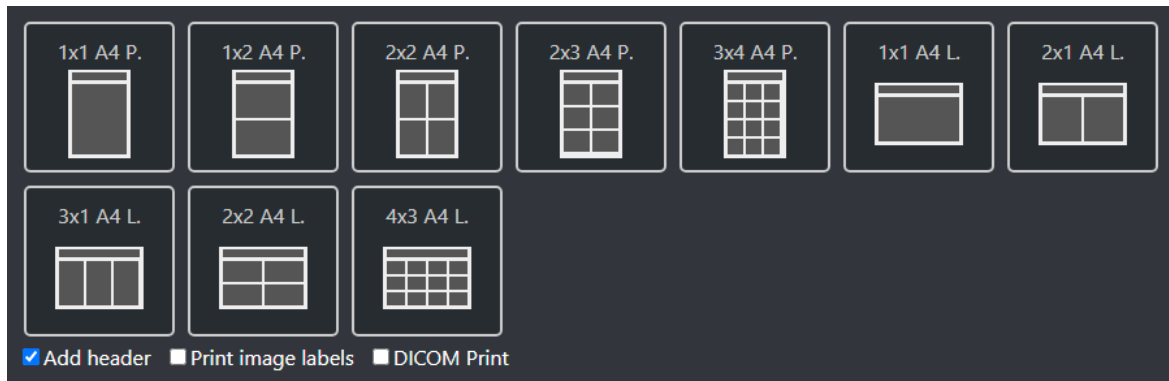 1x1 A4 P. 1x2 A4 P. 2x2 A4 P. 2x3 A4 P. 3x4 A4 P. 1x1 A4 L. 2x1 A4 L.
3x1 A4 L. 2x2 A4 L. 4x3 A4 L.
Add header Print image labels DICOM Print